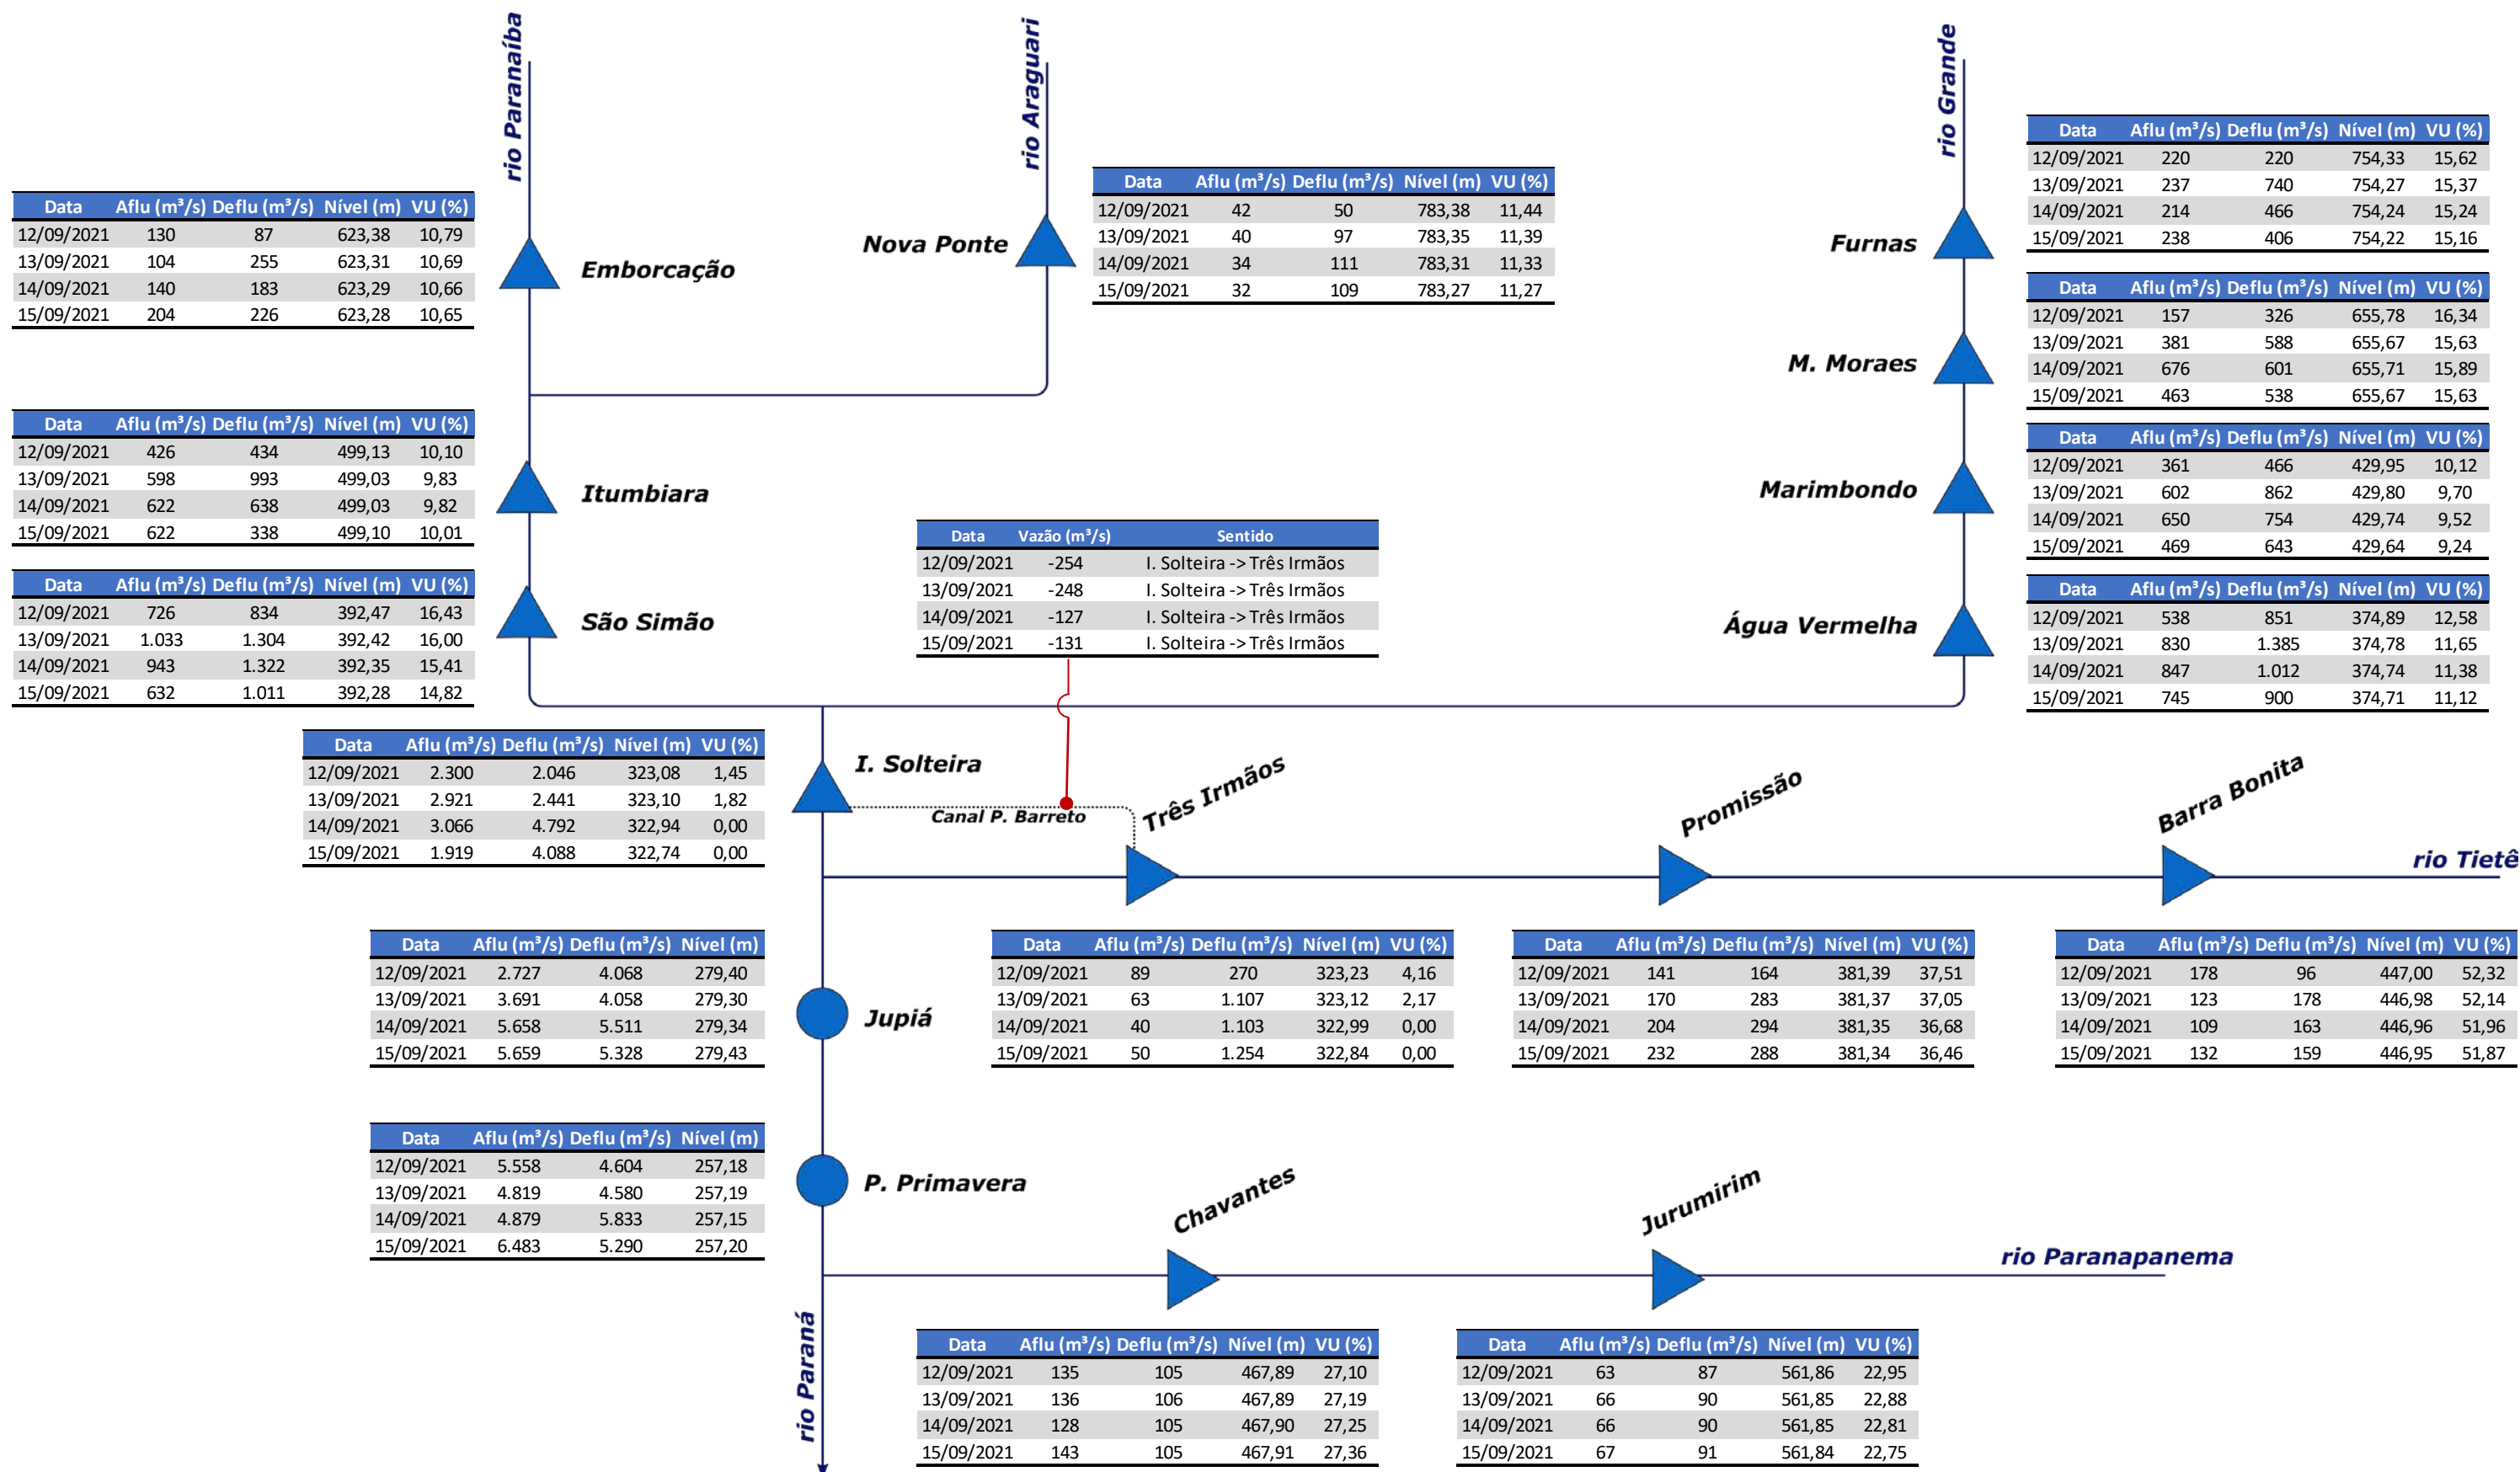 rio Paranaíba
rio Araguari
rio Grande
Data Aflu (m³/s) Deflu (m³/s) Nível (m) VU (%)
12/09/2021 220 220 754,33 15,62
13/09/2021 237 740 754,27 15,37
14/09/2021 214 466 754,24 15,24
15/09/2021 238 406 754,22 15,16
Furnas
Data Aflu (m³/s) Deflu (m³/s) Nível (m) VU (%)
12/09/2021 42 50 783,38 11,44
13/09/2021 40 97 783,35 11,39
14/09/2021 34 111 783,31 11,33
15/09/2021 32 109 783,27 11,27
Nova Ponte
Data Aflu (m³/s) Deflu (m³/s) Nível (m) VU (%)
12/09/2021 130 87 623,38 10,79
13/09/2021 104 255 623,31 10,69
14/09/2021 140 183 623,29 10,66
15/09/2021 204 226 623,28 10,65
Emborcação
Data Aflu (m³/s) Deflu (m³/s) Nível (m) VU (%)
12/09/2021 157 326 655,78 16,34
13/09/2021 381 588 655,67 15,63
14/09/2021 676 601 655,71 15,89
15/09/2021 463 538 655,67 15,63
M. Moraes
Data Aflu (m³/s) Deflu (m³/s) Nível (m) VU (%)
12/09/2021 426 434 499,13 10,10
13/09/2021 598 993 499,03 9,83
14/09/2021 622 638 499,03 9,82
15/09/2021 622 338 499,10 10,01
Itumbiara
Data Aflu (m³/s) Deflu (m³/s) Nível (m) VU (%)
12/09/2021 361 466 429,95 10,12
13/09/2021 602 862 429,80 9,70
14/09/2021 650 754 429,74 9,52
15/09/2021 469 643 429,64 9,24
Marimbondo
Data Vazão (m³/s) Sentido
12/09/2021 -254 I. Solteira -> Três Irmãos
13/09/2021 -248 I. Solteira -> Três Irmãos
14/09/2021 -127 I. Solteira -> Três Irmãos
15/09/2021 -131 I. Solteira -> Três Irmãos
Data Aflu (m³/s) Deflu (m³/s) Nível (m) VU (%)
12/09/2021 726 834 392,47 16,43
13/09/2021 1.033 1.304 392,42 16,00
14/09/2021 943 1.322 392,35 15,41
15/09/2021 632 1.011 392,28 14,82
São Simão
Data Aflu (m³/s) Deflu (m³/s) Nível (m) VU (%)
12/09/2021 538 851 374,89 12,58
13/09/2021 830 1.385 374,78 11,65
14/09/2021 847 1.012 374,74 11,38
15/09/2021 745 900 374,71 11,12
Água Vermelha
Data Aflu (m³/s) Deflu (m³/s) Nível (m) VU (%)
12/09/2021 2.300 2.046 323,08 1,45
13/09/2021 2.921 2.441 323,10 1,82
14/09/2021 3.066 4.792 322,94 0,00
15/09/2021 1.919 4.088 322,74 0,00
I. Solteira
Canal P. Barreto
Três Irmãos
Promissão
Barra Bonita
rio Tietê
Data Aflu (m³/s) Deflu (m³/s) Nível (m)
12/09/2021 2.727 4.068 279,40
13/09/2021 3.691 4.058 279,30
14/09/2021 5.658 5.511 279,34
15/09/2021 5.659 5.328 279,43
Jupiá
Data Aflu (m³/s) Deflu (m³/s) Nível (m) VU (%)
12/09/2021 89 270 323,23 4,16
13/09/2021 63 1.107 323,12 2,17
14/09/2021 40 1.103 322,99 0,00
15/09/2021 50 1.254 322,84 0,00
Data Aflu (m³/s) Deflu (m³/s) Nível (m) VU (%)
12/09/2021 141 164 381,39 37,51
13/09/2021 170 283 381,37 37,05
14/09/2021 204 294 381,35 36,68
15/09/2021 232 288 381,34 36,46
Data Aflu (m³/s) Deflu (m³/s) Nível (m) VU (%)
12/09/2021 178 96 447,00 52,32
13/09/2021 123 178 446,98 52,14
14/09/2021 109 163 446,96 51,96
15/09/2021 132 159 446,95 51,87
Data Aflu (m³/s) Deflu (m³/s) Nível (m)
12/09/2021 5.558 4.604 257,18
13/09/2021 4.819 4.580 257,19
14/09/2021 4.879 5.833 257,15
15/09/2021 6.483 5.290 257,20
P. Primavera
Chavantes
Jurumirim
rio Paranapanema
rio Paraná
Data Aflu (m³/s) Deflu (m³/s) Nível (m) VU (%)
12/09/2021 135 105 467,89 27,10
13/09/2021 136 106 467,89 27,19
14/09/2021 128 105 467,90 27,25
15/09/2021 143 105 467,91 27,36
Data Aflu (m³/s) Deflu (m³/s) Nível (m) VU (%)
12/09/2021 63 87 561,86 22,95
13/09/2021 66 90 561,85 22,88
14/09/2021 66 90 561,85 22,81
15/09/2021 67 91 561,84 22,75